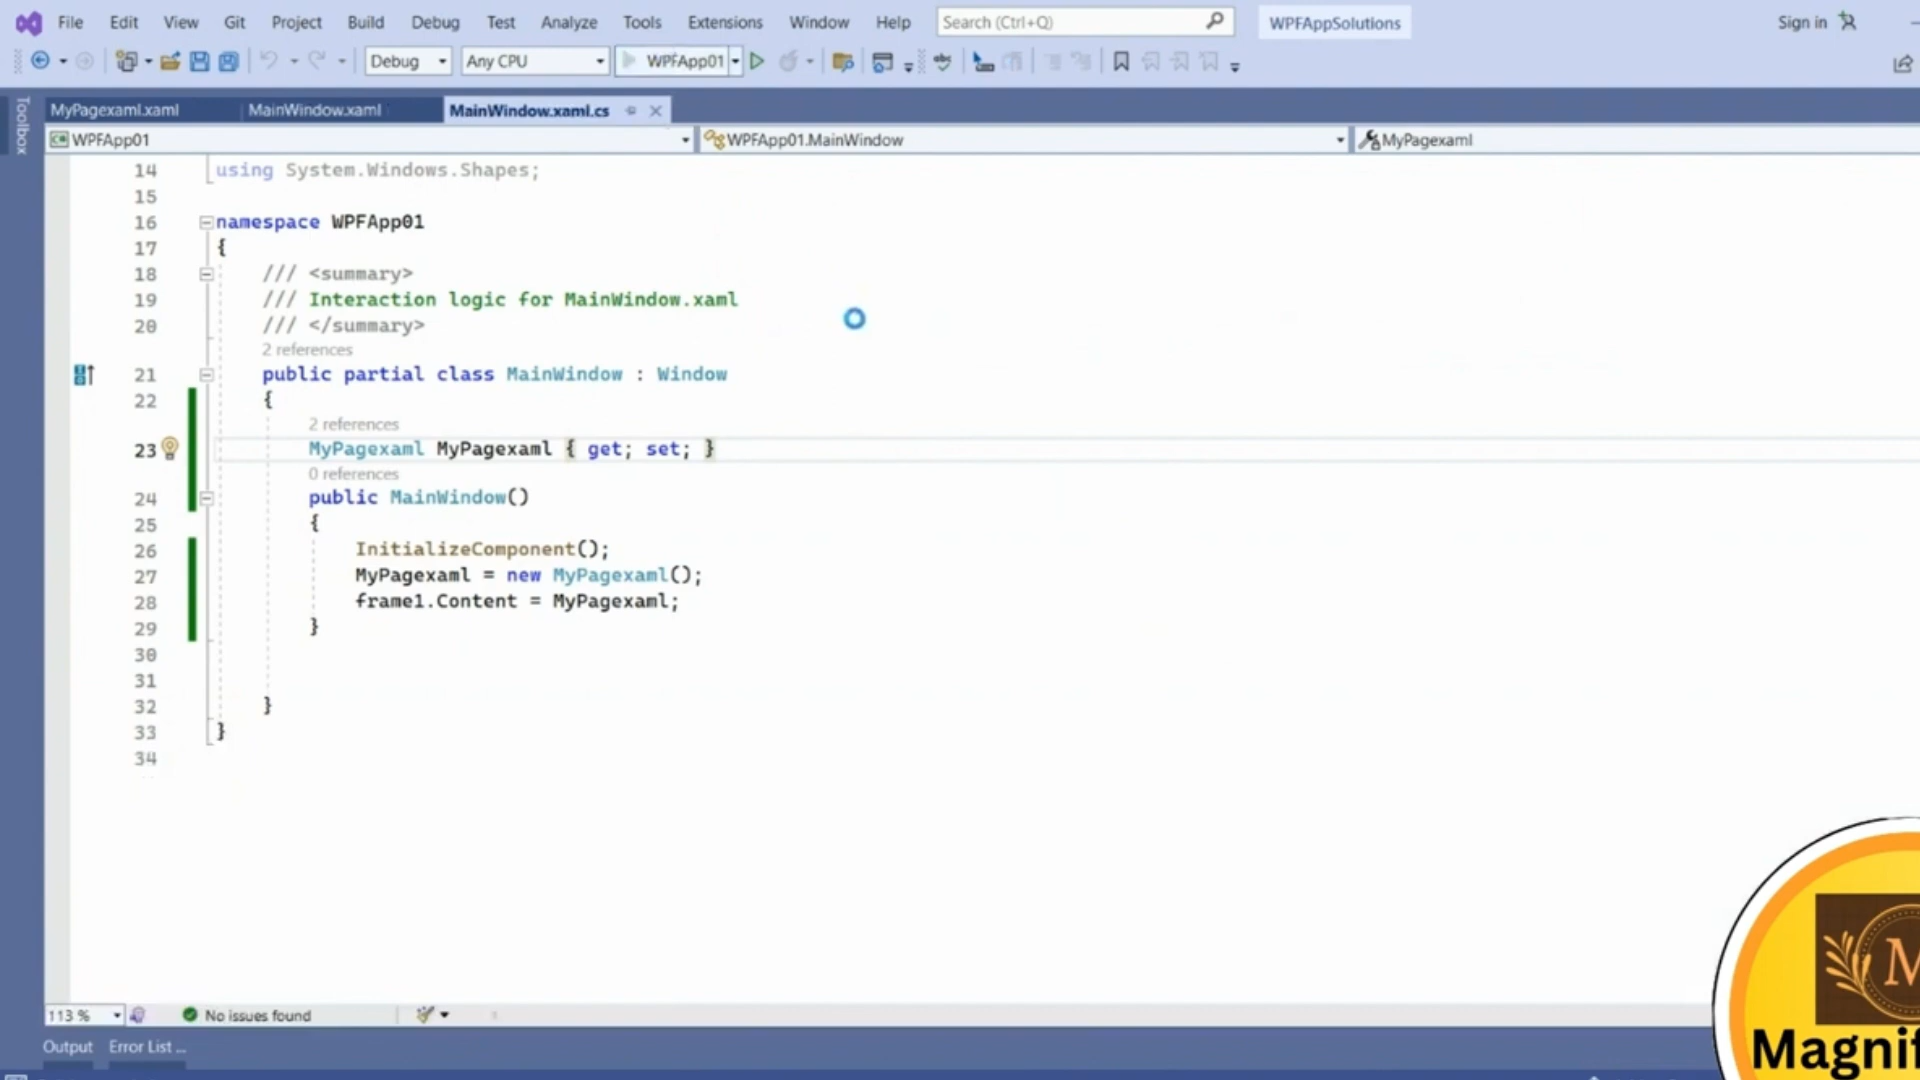 File Edit View Git Project Build Debug Test Analyze Tools Extensions Window Help Search (Ctrl+Q) WPFAppSolutions Sign in
Debug Any CPU WPFApp01
Toolbox
MyPagexaml.xaml MainWindow.xaml MainWindow.xaml.cs
WPFApp01 WPFApp01.MainWindow MyPagexaml
14 using System.Windows.Shapes;
15
16 namespace WPFApp01
17 {
18 /// <summary>
19 /// Interaction logic for MainWindow.xaml
20 /// </summary>
2 references
21 public partial class MainWindow : Window
22 {
2 references
23 MyPagexaml MyPagexaml { get; set; }
0 references
24 public MainWindow()
25 {
26 InitializeComponent();
27 MyPagexaml = new MyPagexaml();
28 frame1.Content = MyPagexaml;
29 }
30
31
32 }
33 }
34
113 % No issues found
Output Error List ...
M
Magnif